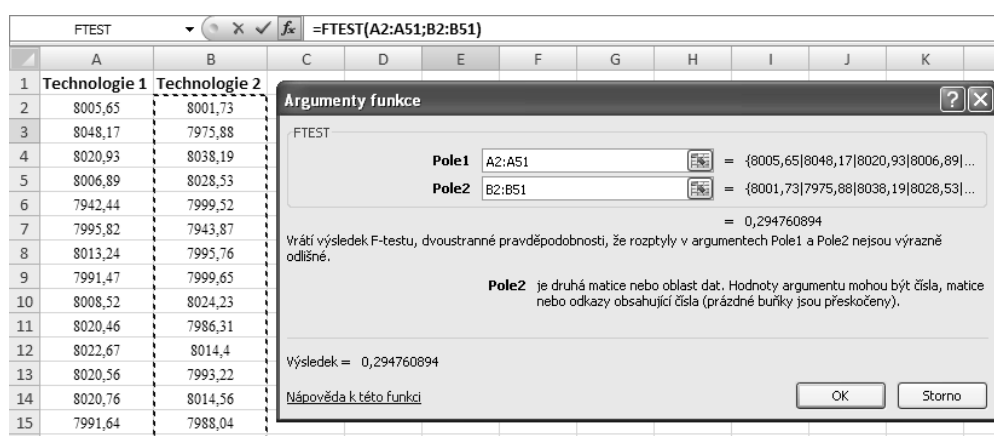 FTEST fx =FTEST(A2:A51;B2:B51)
A B C D E F G H I J K
1 Technologie 1 Technologie 2
2 8005,65 8001,73
3 8048,17 7975,88
4 8020,93 8038,19
5 8006,89 8028,53
6 7942,44 7999,52
7 7995,82 7943,87
8 8013,24 7995,76
9 7991,47 7999,65
10 8008,52 8024,23
11 8020,46 7986,31
12 8022,67 8014,4
13 8020,56 7993,22
14 8020,76 8014,56
15 7991,64 7988,04
Argumenty funkce
FTEST
Pole1 A2:A51 = {8005,65|8048,17|8020,93|8006,89|...
Pole2 B2:B51 = {8001,73|7975,88|8038,19|8028,53|...
= 0,294760894
Vrátí výsledek F-testu, dvoustranné pravděpodobnosti, že rozptyly v argumentech Pole1 a Pole2 nejsou výrazně
odlišné.
Pole2 je druhá matice nebo oblast dat. Hodnoty argumentu mohou být čísla, matice
nebo odkazy obsahující čísla (prázdné buňky jsou přeskočeny).
Výsledek = 0,294760894
Nápověda k této funkci
OK Storno